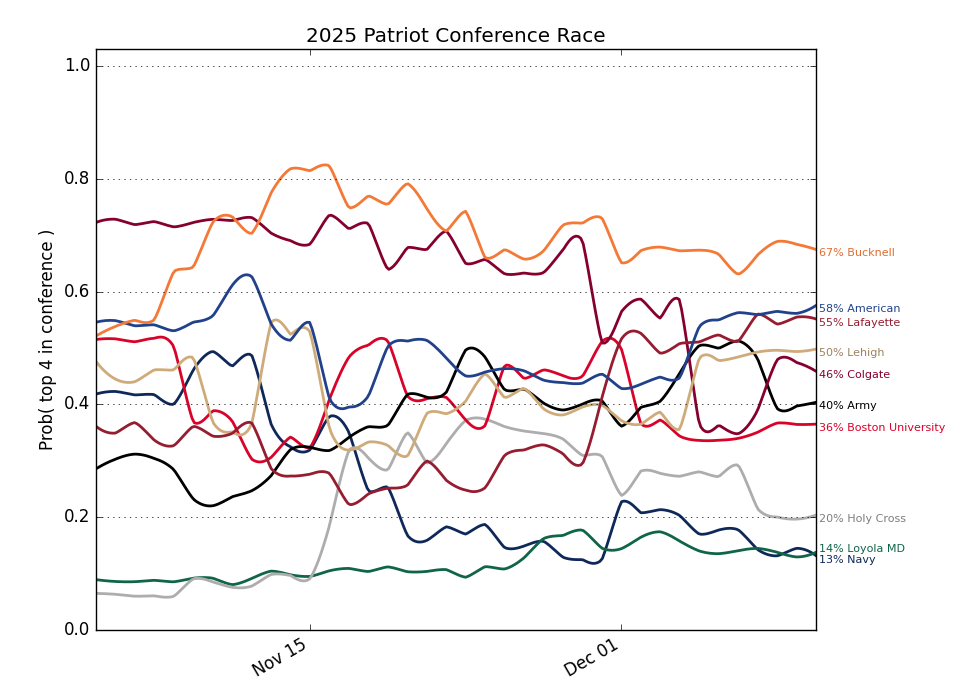 2025 Patriot Conference Race
Prob( top 4 in conference )
1.0
0.8
0.6
0.4
0.2
0.0
Nov 15
Dec 01
67% Bucknell
58% American
55% Lafayette
50% Lehigh
46% Colgate
40% Army
36% Boston University
20% Holy Cross
14% Loyola MD
13% Navy